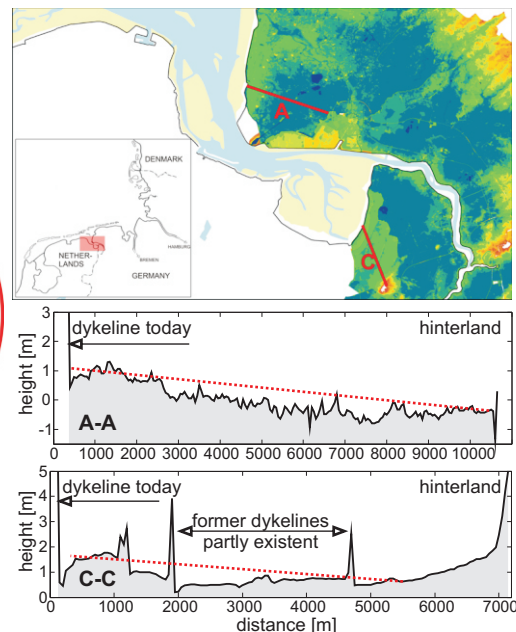 A
C
DENMARK
HAMBURG
NETHER-
LANDS
BREMEN
GERMANY
height [m]
3
2
1
0
-1
dykeline today
hinterland
A-A
0 1000 2000 3000 4000 5000 6000 7000 8000 9000 10000
height [m]
5
4
3
2
1
0
dykeline today
hinterland
former dykelines
partly existent
C-C
0 1000 2000 3000 4000 5000 6000 7000
distance [m]